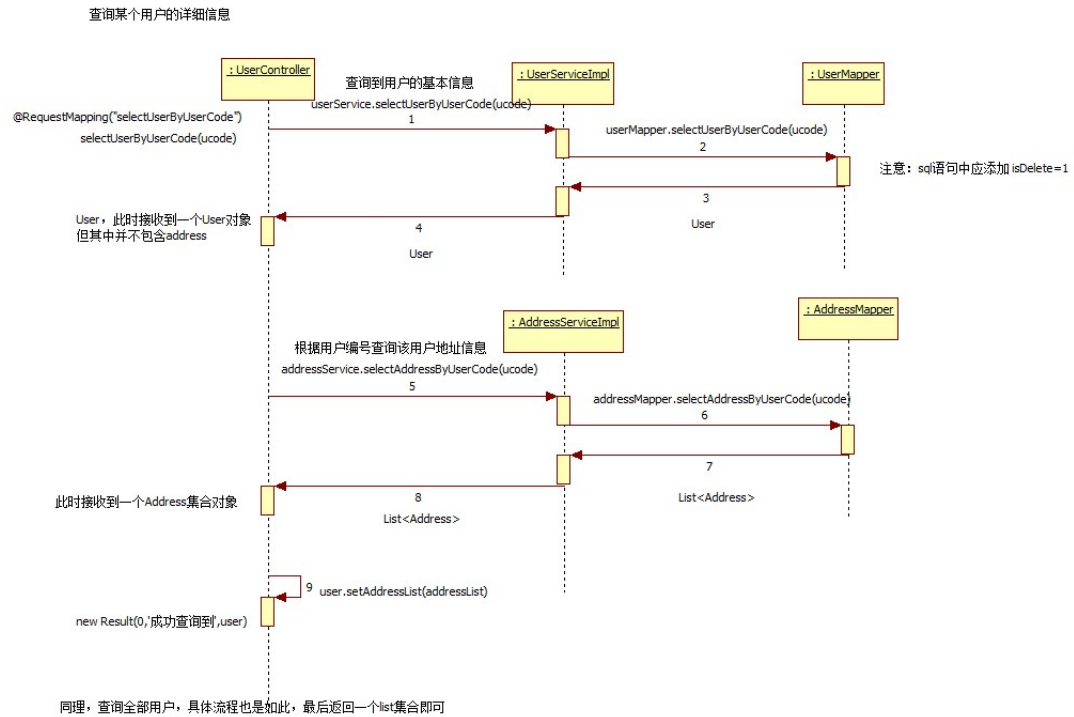 查询某个用户的详细信息
: UserController
: UserServiceImpl
: UserMapper
查询到用户的基本信息
userService.selectUserByUserCode(ucode)
@RequestMapping("selectUserByUserCode")
1
selectUserByUserCode(ucode)
userMapper.selectUserByUserCode(ucode)
2
注意：sql语句中应添加 isDelete=1
3
User
User，此时接收到一个User对象
但其中并不包含address
4
User
: AddressServiceImpl
: AddressMapper
根据用户编号查询该用户地址信息
addressService.selectAddressByUserCode(ucode)
5
addressMapper.selectAddressByUserCode(ucode)
6
7
List<Address>
此时接收到一个Address集合对象
8
List<Address>
9
user.setAddressList(addressList)
new Result(0,'成功查询到',user)
同理，查询全部用户，具体流程也是如此，最后返回一个list集合即可